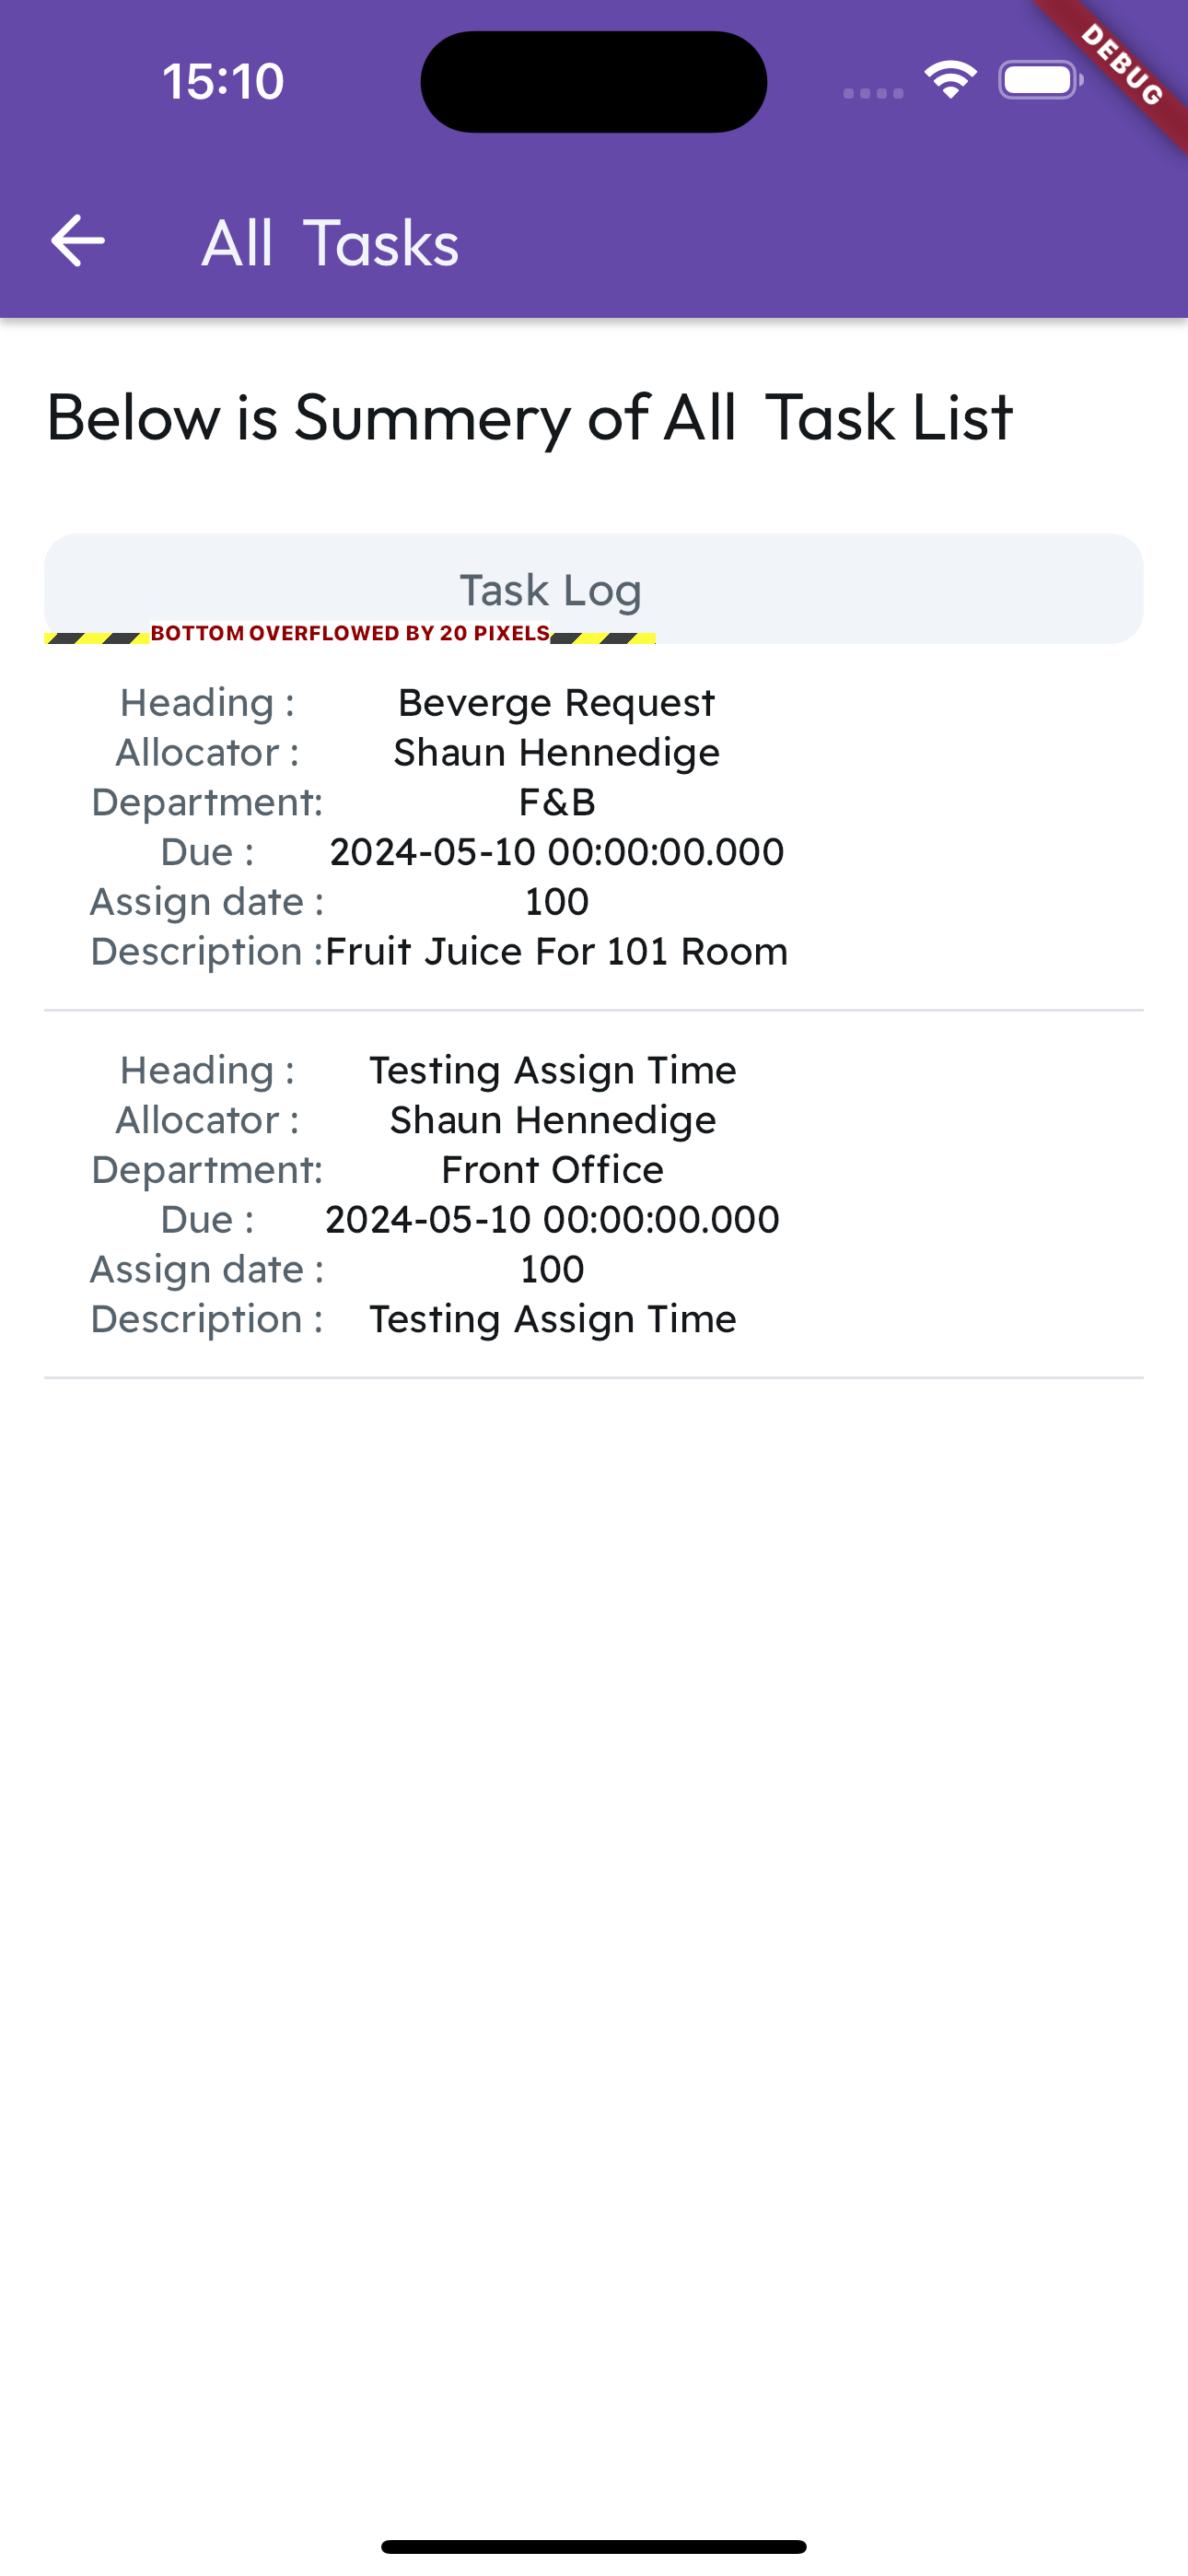 15:10
DEBUG
All  Tasks
Below is Summery of All  Task List
Task Log
BOTTOM OVERFLOWED BY 20 PIXELS
Heading : Beverge Request
Allocator : Shaun Hennedige
Department: F&B
Due : 2024-05-10 00:00:00.000
Assign date : 100
Description :Fruit Juice For 101 Room
Heading : Testing Assign Time
Allocator : Shaun Hennedige
Department: Front Office
Due : 2024-05-10 00:00:00.000
Assign date : 100
Description : Testing Assign Time